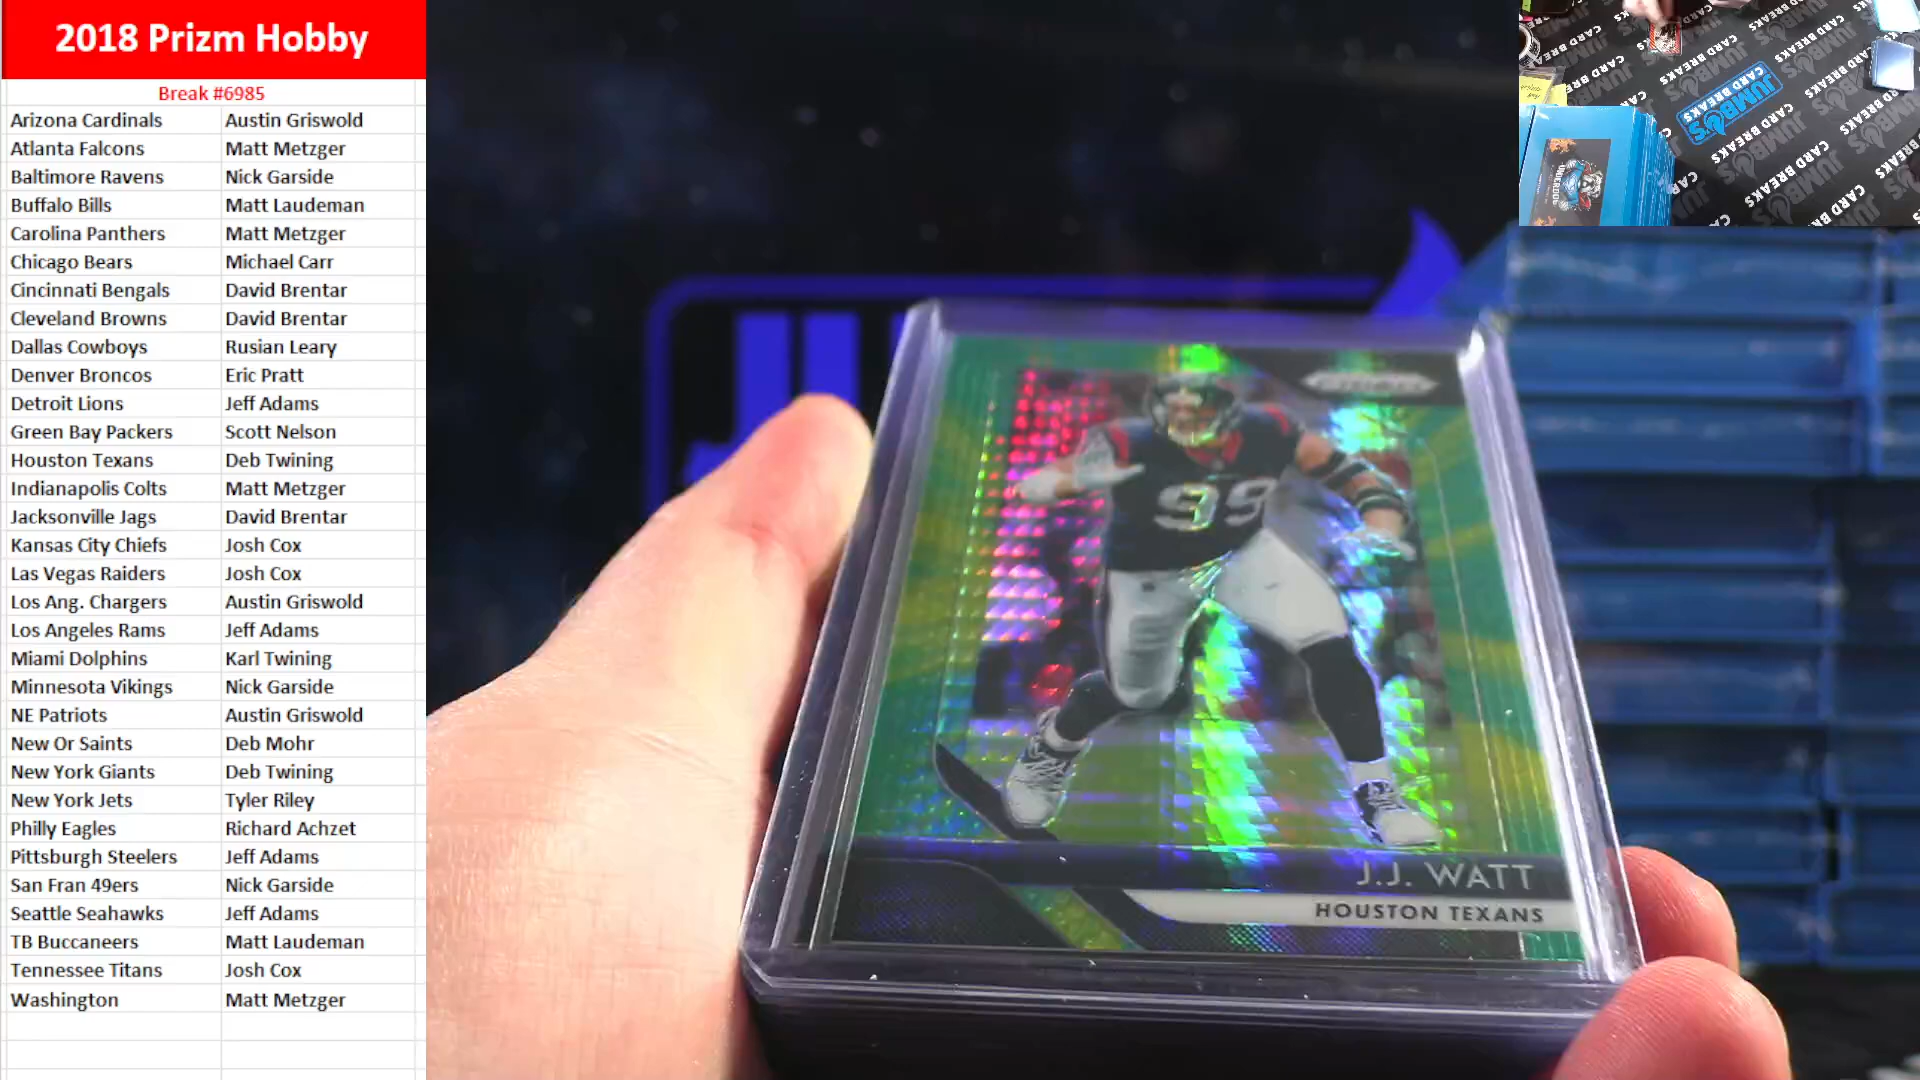 2018 Prizm Hobby
Break #6985
Arizona Cardinals Austin Griswold
Atlanta Falcons Matt Metzger
Baltimore Ravens Nick Garside
Buffalo Bills Matt Laudeman
Carolina Panthers Matt Metzger
Chicago Bears Michael Carr
Cincinnati Bengals David Brentar
Cleveland Browns David Brentar
Dallas Cowboys Rusian Leary
Denver Broncos Eric Pratt
Detroit Lions Jeff Adams
Green Bay Packers Scott Nelson
Houston Texans Deb Twining
Indianapolis Colts Matt Metzger
Jacksonville Jags David Brentar
Kansas City Chiefs Josh Cox
Las Vegas Raiders Josh Cox
Los Ang. Chargers Austin Griswold
Los Angeles Rams Jeff Adams
Miami Dolphins Karl Twining
Minnesota Vikings Nick Garside
NE Patriots Austin Griswold
New Or Saints Deb Mohr
New York Giants Deb Twining
New York Jets Tyler Riley
Philly Eagles Richard Achzet
Pittsburgh Steelers Jeff Adams
San Fran 49ers Nick Garside
Seattle Seahawks Jeff Adams
TB Buccaneers Matt Laudeman
Tennessee Titans Josh Cox
Washington Matt Metzger
99
J.J. WATT
HOUSTON TEXANS
JUMBO'S
CARD BREAKS